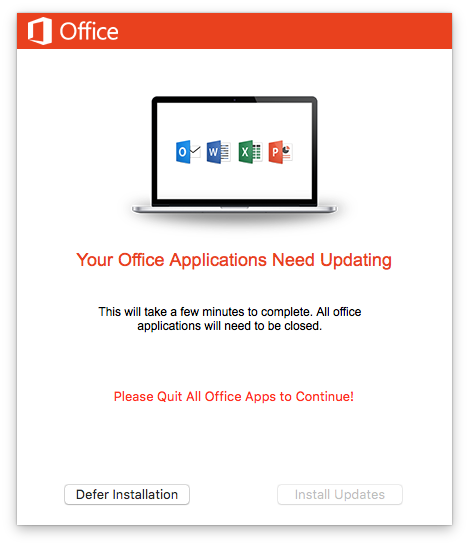 Office
O W X P
Your Office Applications Need Updating
This will take a few minutes to complete. All office
applications will need to be closed.
Please Quit All Office Apps to Continue!
Defer Installation
Install Updates